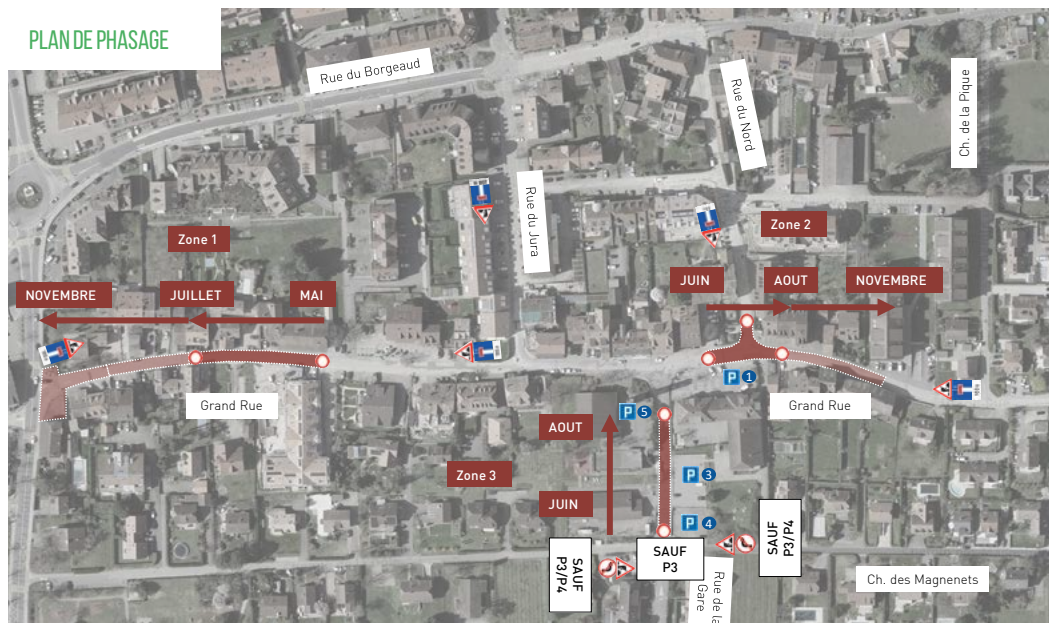 PLAN DE PHASAGE
Rue du Borgeaud
Rue du Nord
Ch. de la Pique
Rue du Jura
Zone 1
Zone 2
NOVEMBRE
JUILLET
MAI
JUIN
AOUT
NOVEMBRE
Grand Rue
P 1
Grand Rue
AOUT
P 5
Zone 3
P 3
JUIN
P 4
SAUF
P3/P4
SAUF
P3
SAUF
P3/P4
Rue de la
Gare
Ch. des Magnenets